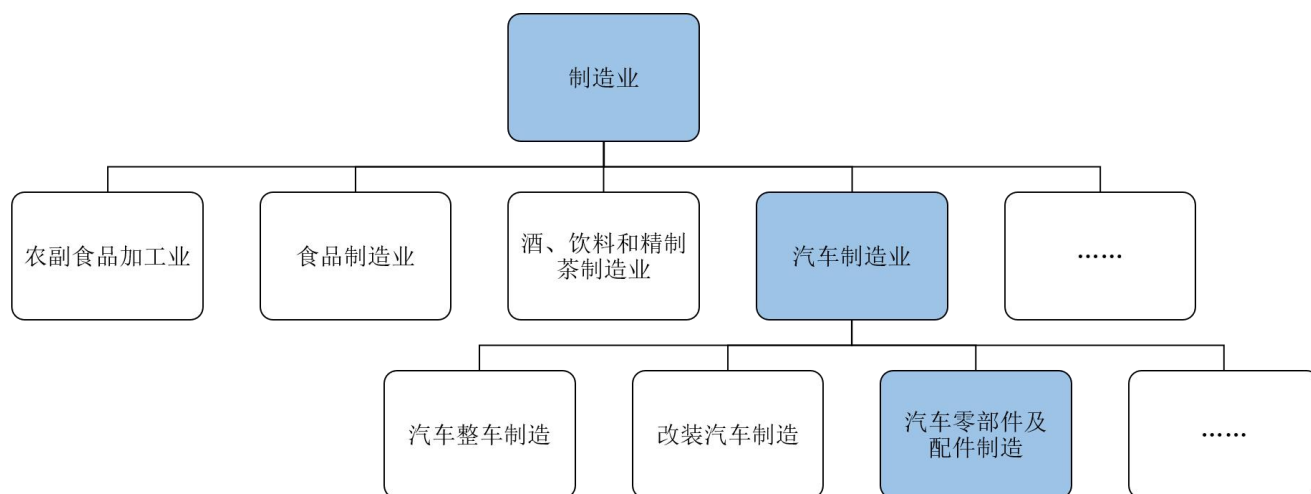 制造业
农副食品加工业
食品制造业
酒、饮料和精制
茶制造业
汽车制造业
……
汽车整车制造
改装汽车制造
汽车零部件及
配件制造
……